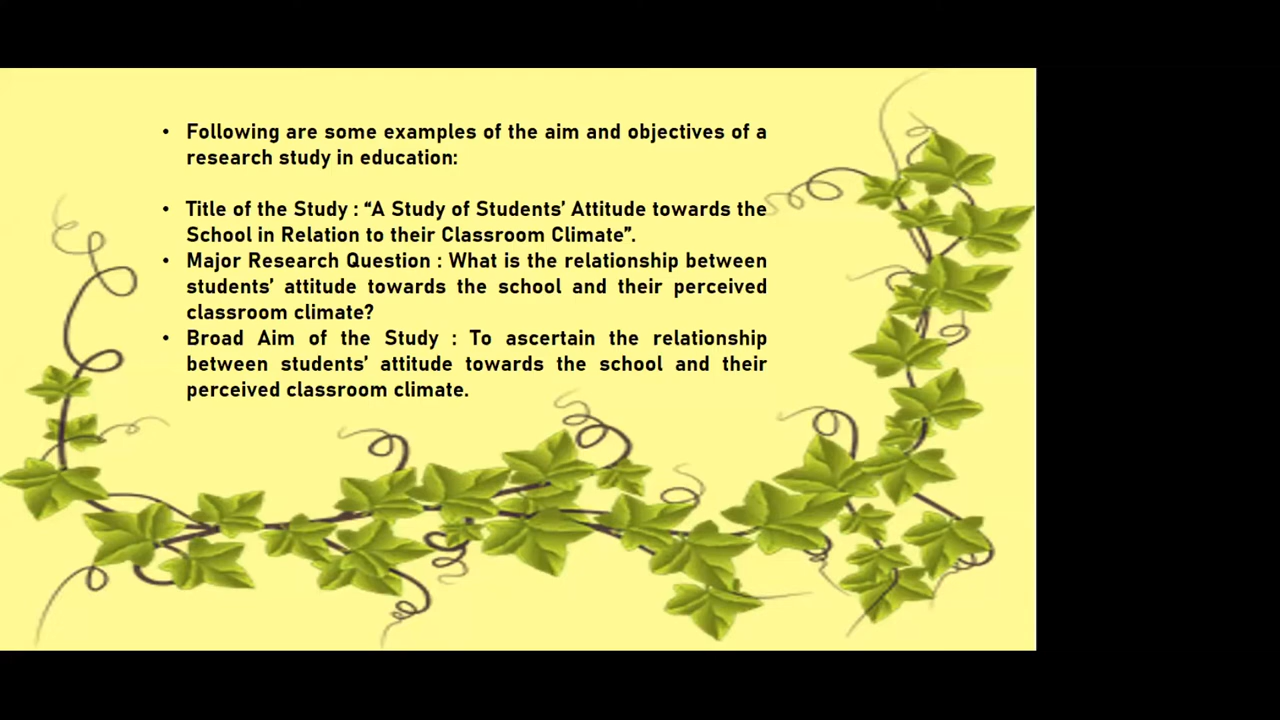 • Following are some examples of the aim and objectives of a
research study in education:
• Title of the Study : “A Study of Students’ Attitude towards the
School in Relation to their Classroom Climate”.
• Major Research Question : What is the relationship between
students’ attitude towards the school and their perceived
classroom climate?
• Broad Aim of the Study : To ascertain the relationship
between students’ attitude towards the school and their
perceived classroom climate.